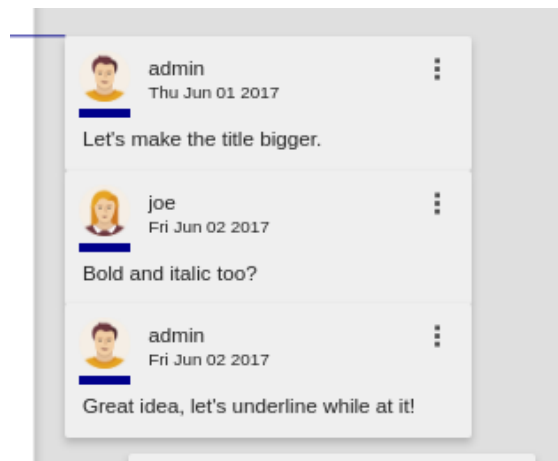 admin
Thu Jun 01 2017
Let's make the title bigger.
joe
Fri Jun 02 2017
Bold and italic too?
admin
Fri Jun 02 2017
Great idea, let's underline while at it!